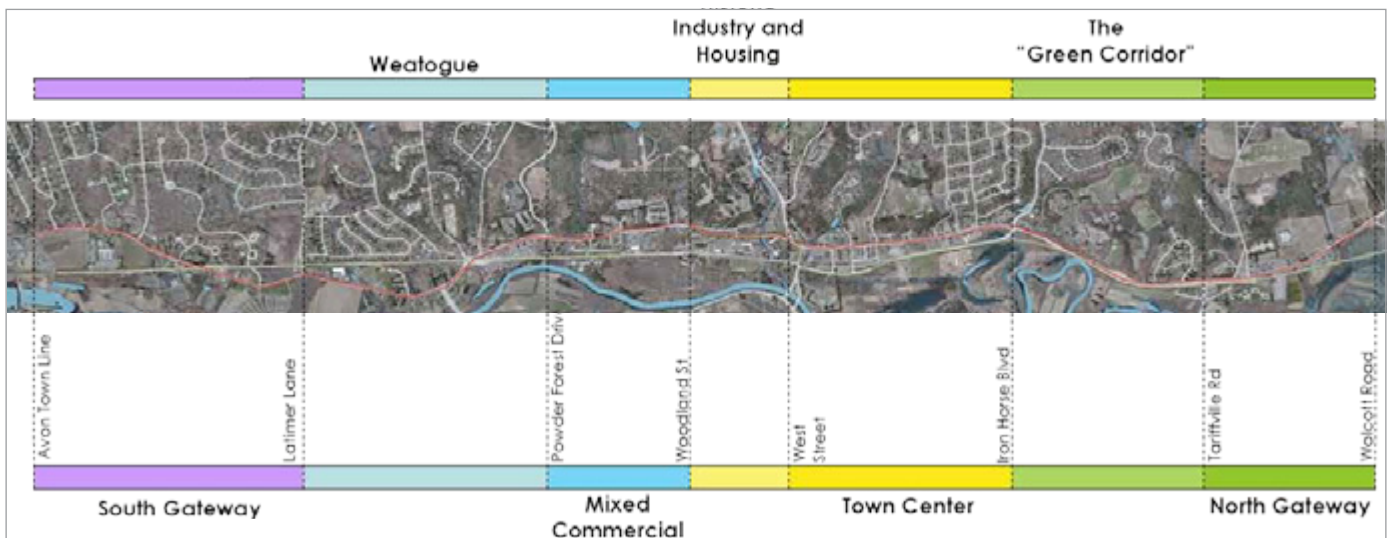 Industry and
Housing
The
"Green Corridor"
Weatogue
Avon Town Line
Latimer Lane
Powder Forest Drive
Woodland St
West
Street
Iron Horse Blvd
Tariffville Rd
Wolcott Road
South Gateway
Mixed
Commercial
Town Center
North Gateway